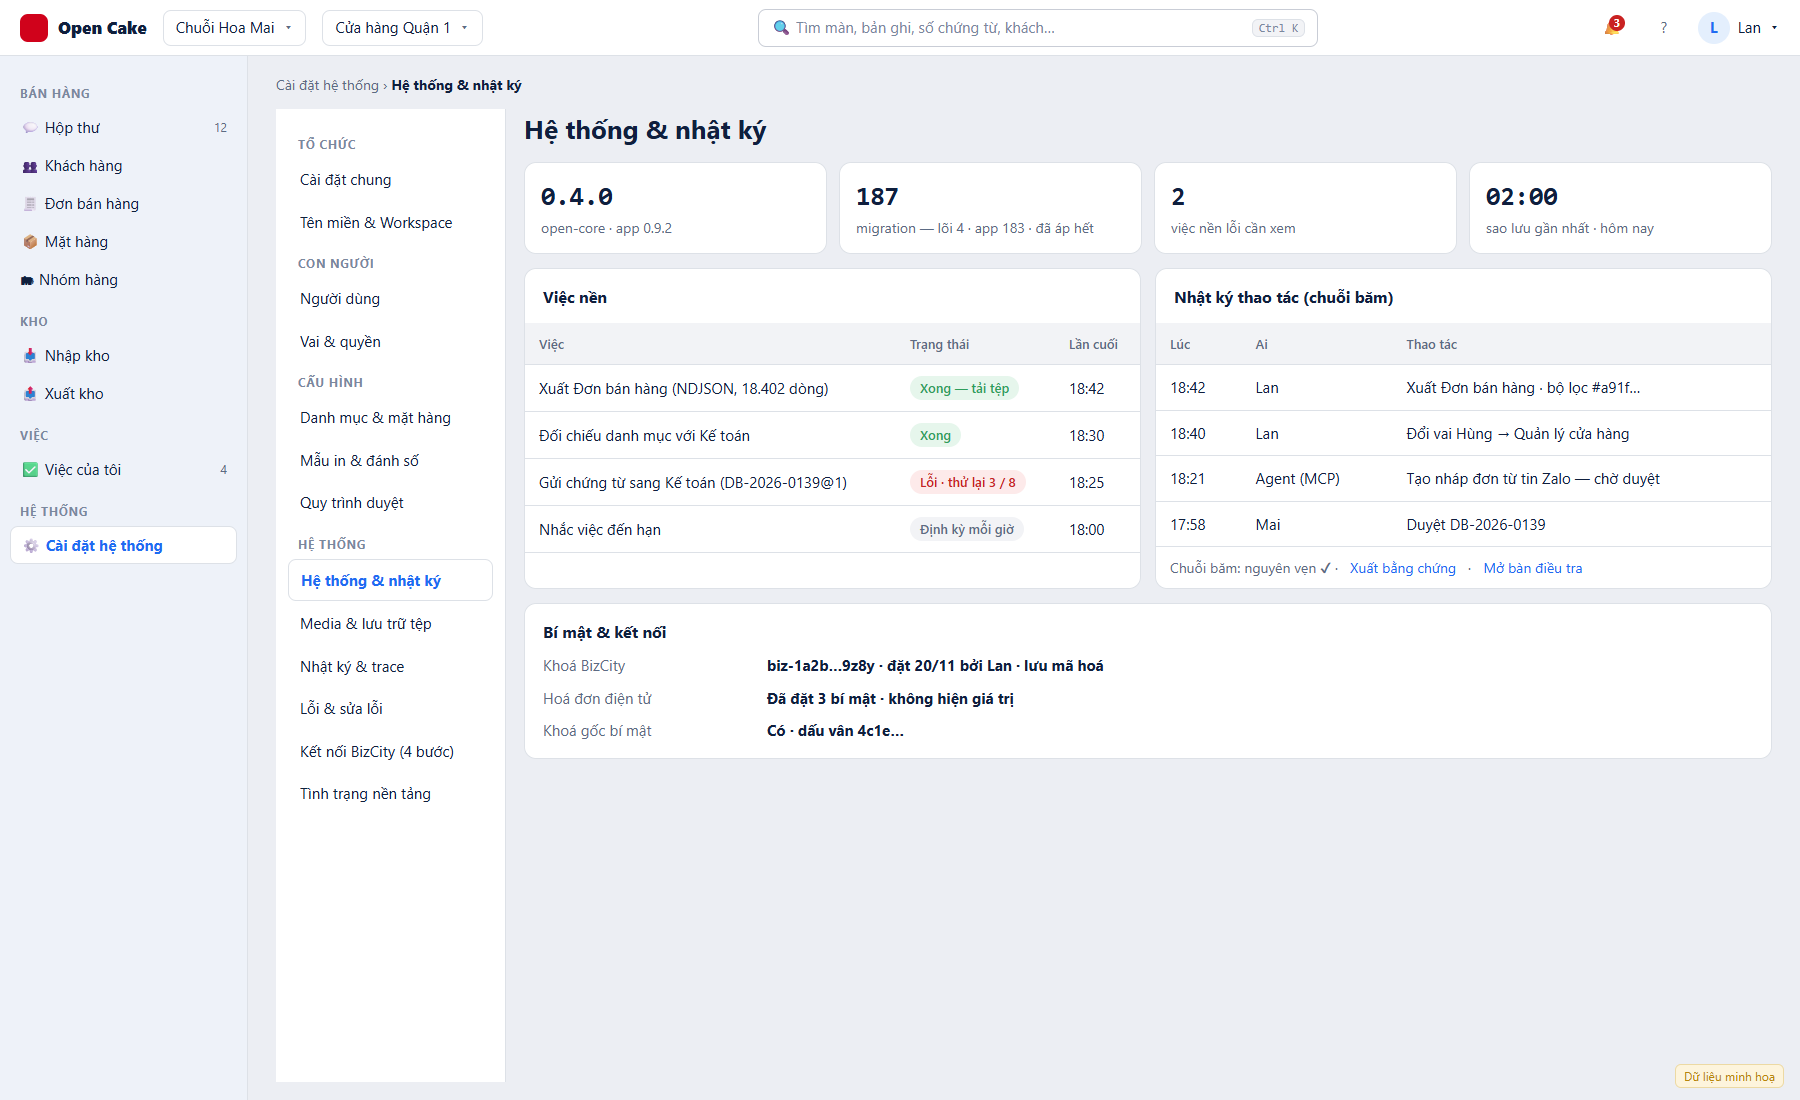 Open Cake
Chuỗi Hoa Mai
Cửa hàng Quận 1
Tìm màn, bản ghi, số chứng từ, khách...
Ctrl K
3
?
L
Lan
BÁN HÀNG
Hộp thư 12
Khách hàng
Đơn bán hàng
Mặt hàng
Nhóm hàng
KHO
Nhập kho
Xuất kho
VIỆC
Việc của tôi 4
HỆ THỐNG
Cài đặt hệ thống
Cài đặt hệ thống › Hệ thống & nhật ký
TỔ CHỨC
Cài đặt chung
Tên miền & Workspace
CON NGƯỜI
Người dùng
Vai & quyền
CẤU HÌNH
Danh mục & mặt hàng
Mẫu in & đánh số
Quy trình duyệt
HỆ THỐNG
Hệ thống & nhật ký
Media & lưu trữ tệp
Nhật ký & trace
Lỗi & sửa lỗi
Kết nối BizCity (4 bước)
Tình trạng nền tảng
Hệ thống & nhật ký
0.4.0
open-core · app 0.9.2
187
migration — lõi 4 · app 183 · đã áp hết
2
việc nền lỗi cần xem
02:00
sao lưu gần nhất · hôm nay
Việc nền
Việc Trạng thái Lần cuối
Xuất Đơn bán hàng (NDJSON, 18.402 dòng) Xong — tải tệp 18:42
Đối chiếu danh mục với Kế toán Xong 18:30
Gửi chứng từ sang Kế toán (DB-2026-0139@1) Lỗi · thử lại 3 / 8 18:25
Nhắc việc đến hạn Định kỳ mỗi giờ 18:00
Nhật ký thao tác (chuỗi băm)
Lúc Ai Thao tác
18:42 Lan Xuất Đơn bán hàng · bộ lọc #a91f...
18:40 Lan Đổi vai Hùng → Quản lý cửa hàng
18:21 Agent (MCP) Tạo nháp đơn từ tin Zalo — chờ duyệt
17:58 Mai Duyệt DB-2026-0139
Chuỗi băm: nguyên vẹn ✓ · Xuất bằng chứng · Mở bàn điều tra
Bí mật & kết nối
Khoá BizCity biz-1a2b...9z8y · đặt 20/11 bởi Lan · lưu mã hoá
Hoá đơn điện tử Đã đặt 3 bí mật · không hiện giá trị
Khoá gốc bí mật Có · dấu vân 4c1e...
Dữ liệu minh hoạ